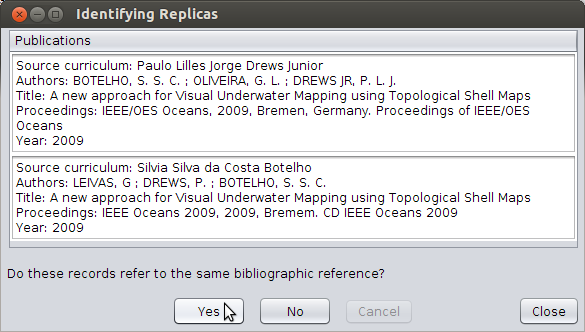 Identifying Replicas
Publications
Source curriculum: Paulo Lilles Jorge Drews Junior
Authors: BOTELHO, S. S. C. ; OLIVEIRA, G. L. ; DREWS JR, P. L. J.
Title: A new approach for Visual Underwater Mapping using Topological Shell Maps
Proceedings: IEEE/OES Oceans, 2009, Bremen, Germany. Proceedings of IEEE/OES
Oceans
Year: 2009
Source curriculum: Silvia Silva da Costa Botelho
Authors: LEIVAS, G ; DREWS, P. ; BOTELHO, S. S. C.
Title: A new approach for Visual Underwater Mapping using Topological Shell Maps
Proceedings: IEEE Oceans 2009, 2009, Bremem. CD IEEE Oceans 2009
Year: 2009
Do these records refer to the same bibliographic reference?
Yes No Cancel Close